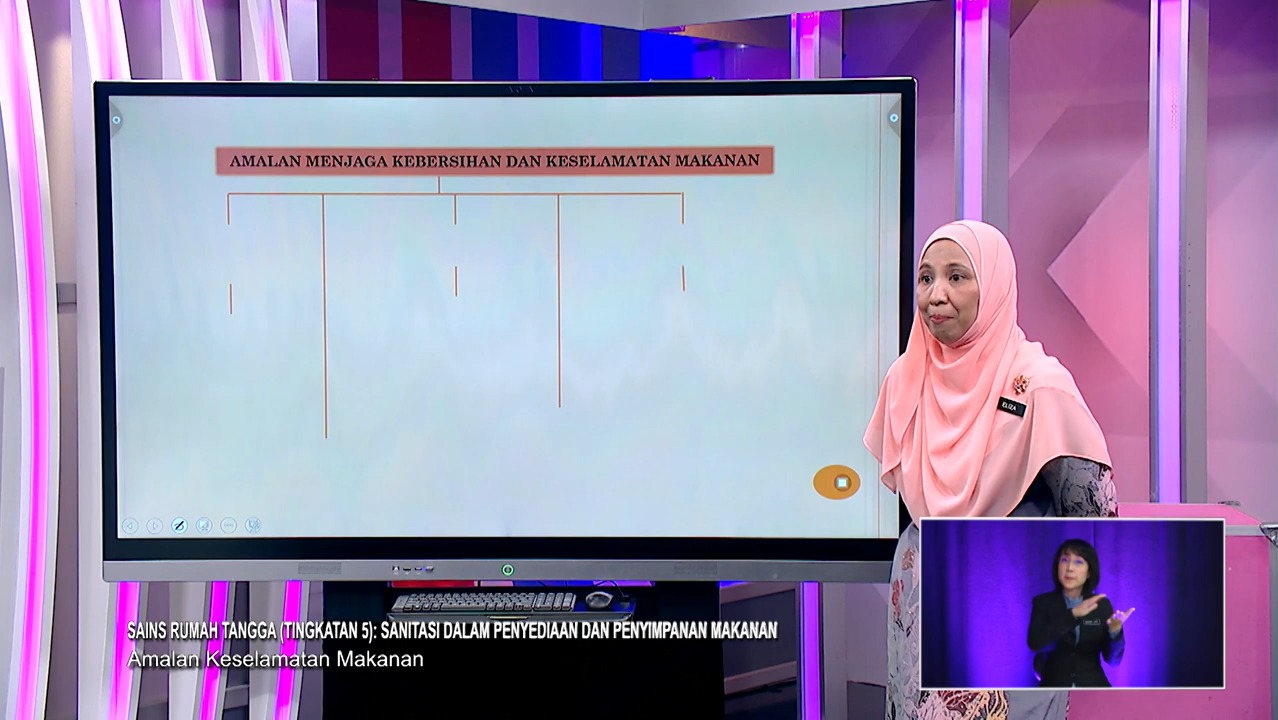 AMALAN MENJAGA KEBERSIHAN DAN KESELAMATAN MAKANAN
ELIZA
SAINS RUMAH TANGGA (TINGKATAN 5): SANITASI DALAM PENYEDIAAN DAN PENYIMPANAN MAKANAN
Amalan Keselamatan Makanan